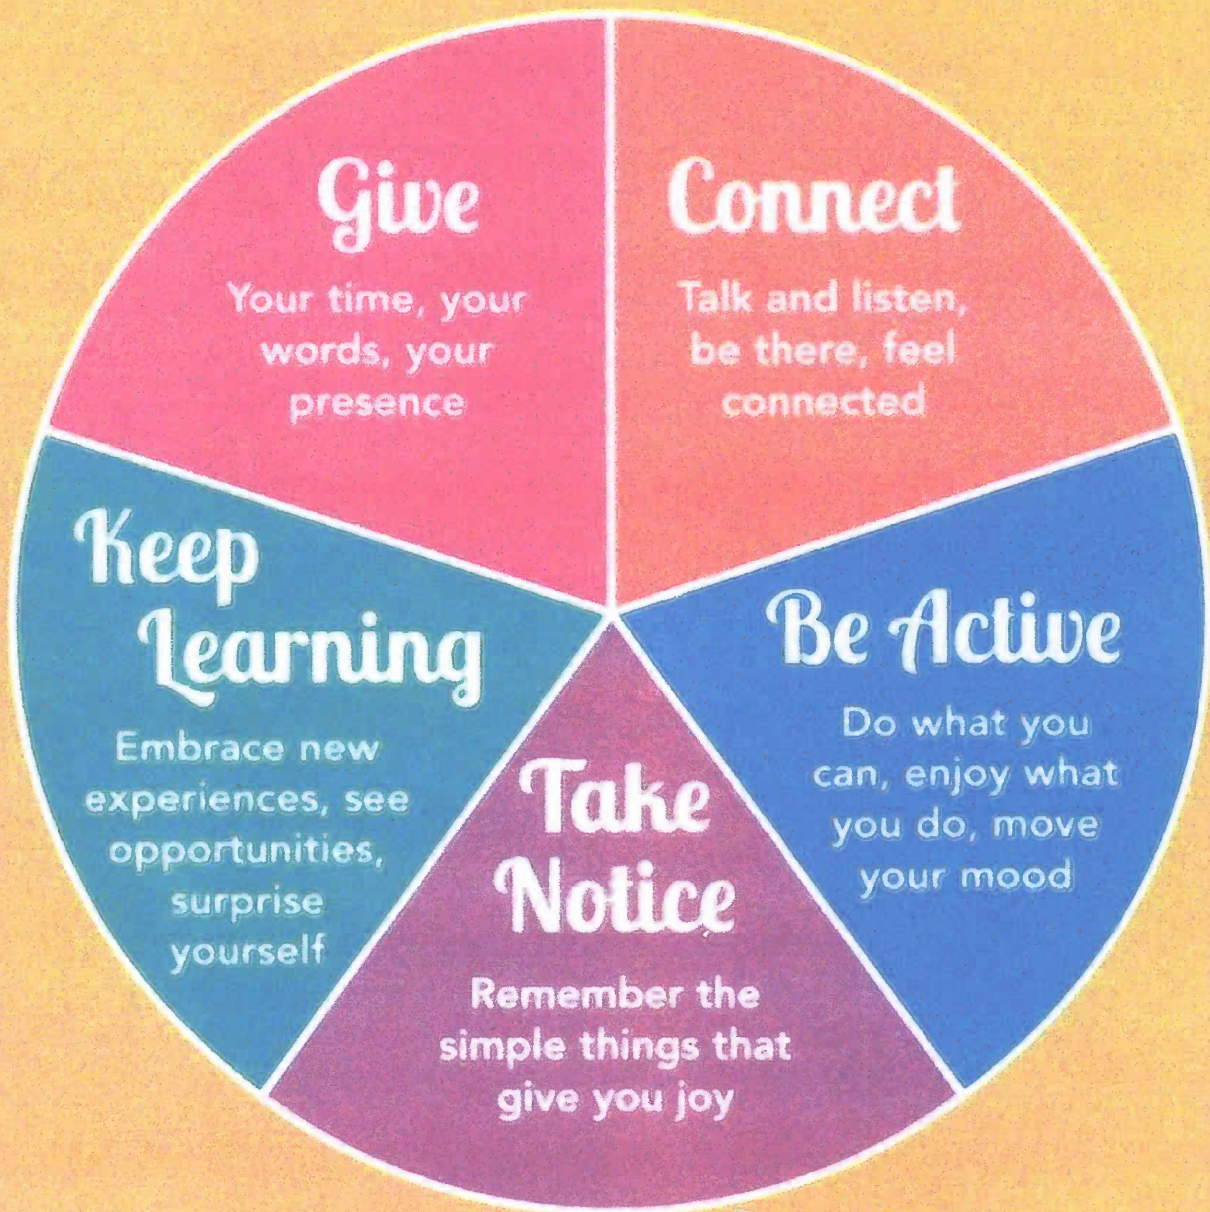 Give
Your time, your
words, your
presence
Connect
Talk and listen,
be there, feel
connected
Be Active
Do what you
can, enjoy what
you do, move
your mood
Take
Notice
Remember the
simple things that
give you joy
Keep
Learning
Embrace new
experiences, see
opportunities,
surprise
yourself